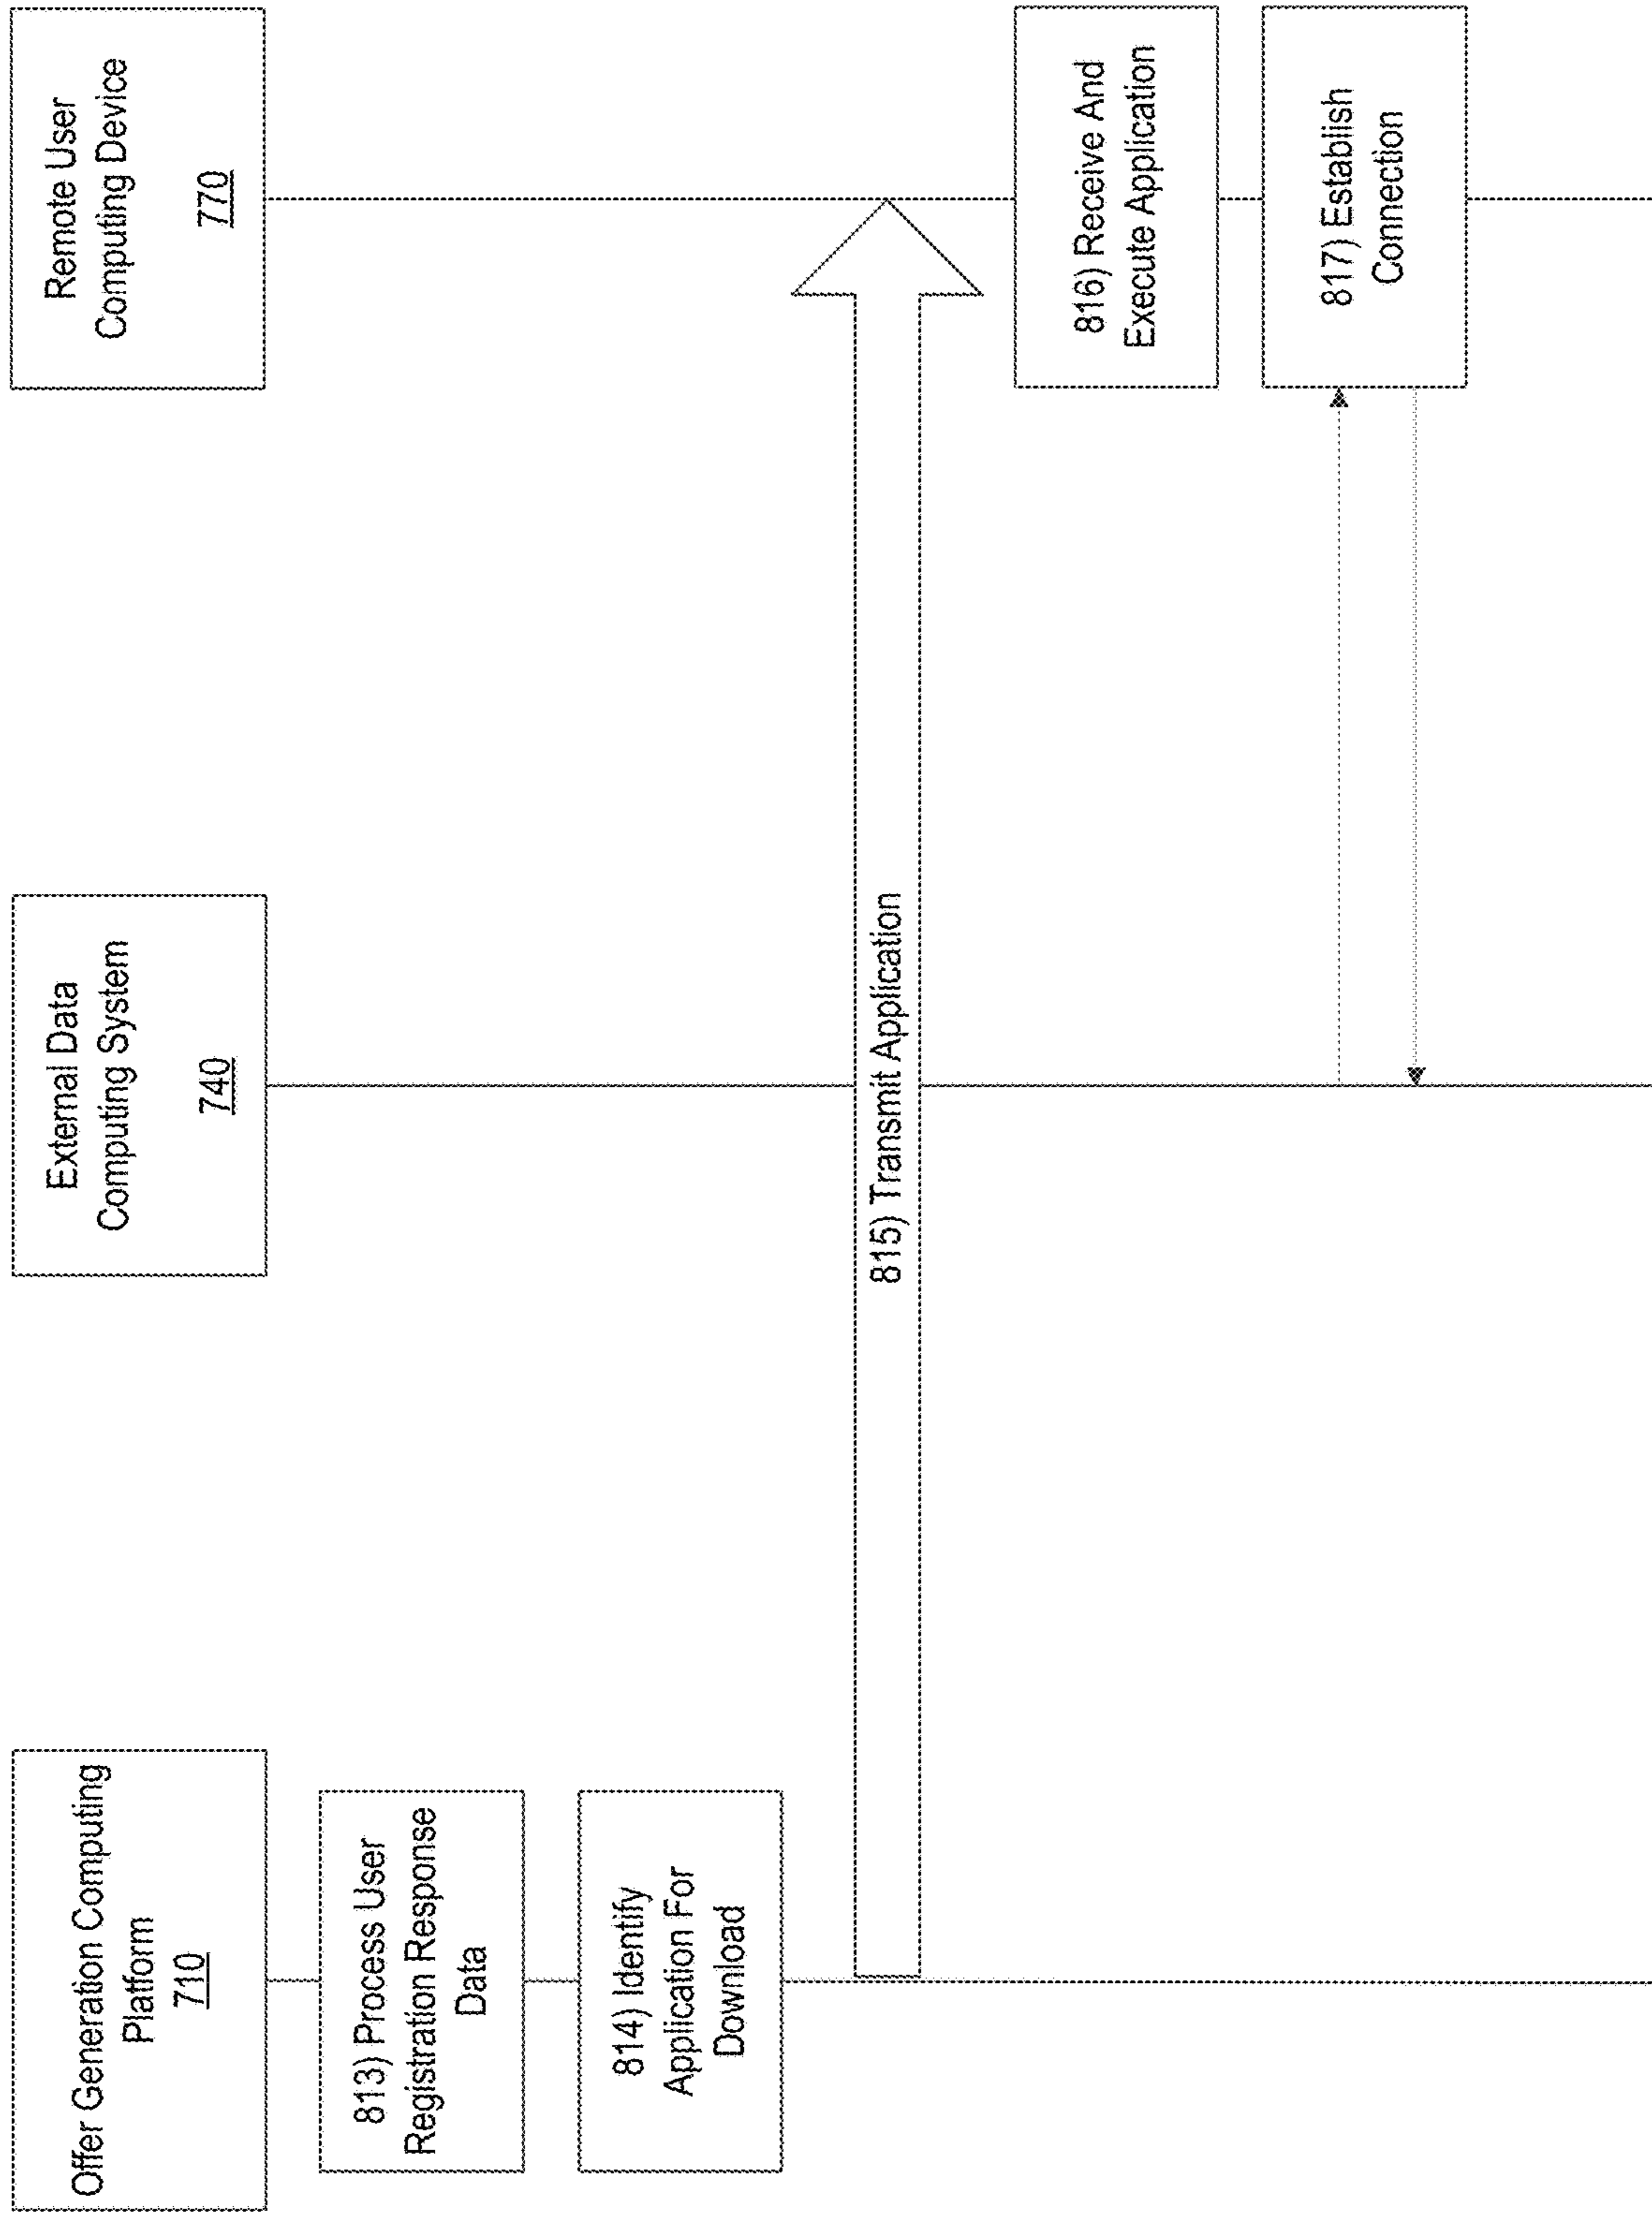 Offer Generation Computing
Platform
710
External Data
Computing System
740
Remote User
Computing Device
770
813) Process User
Registration Response
Data
814) Identify
Application For
Download
815) Transmit Application
816) Receive And
Execute Application
817) Establish
Connection